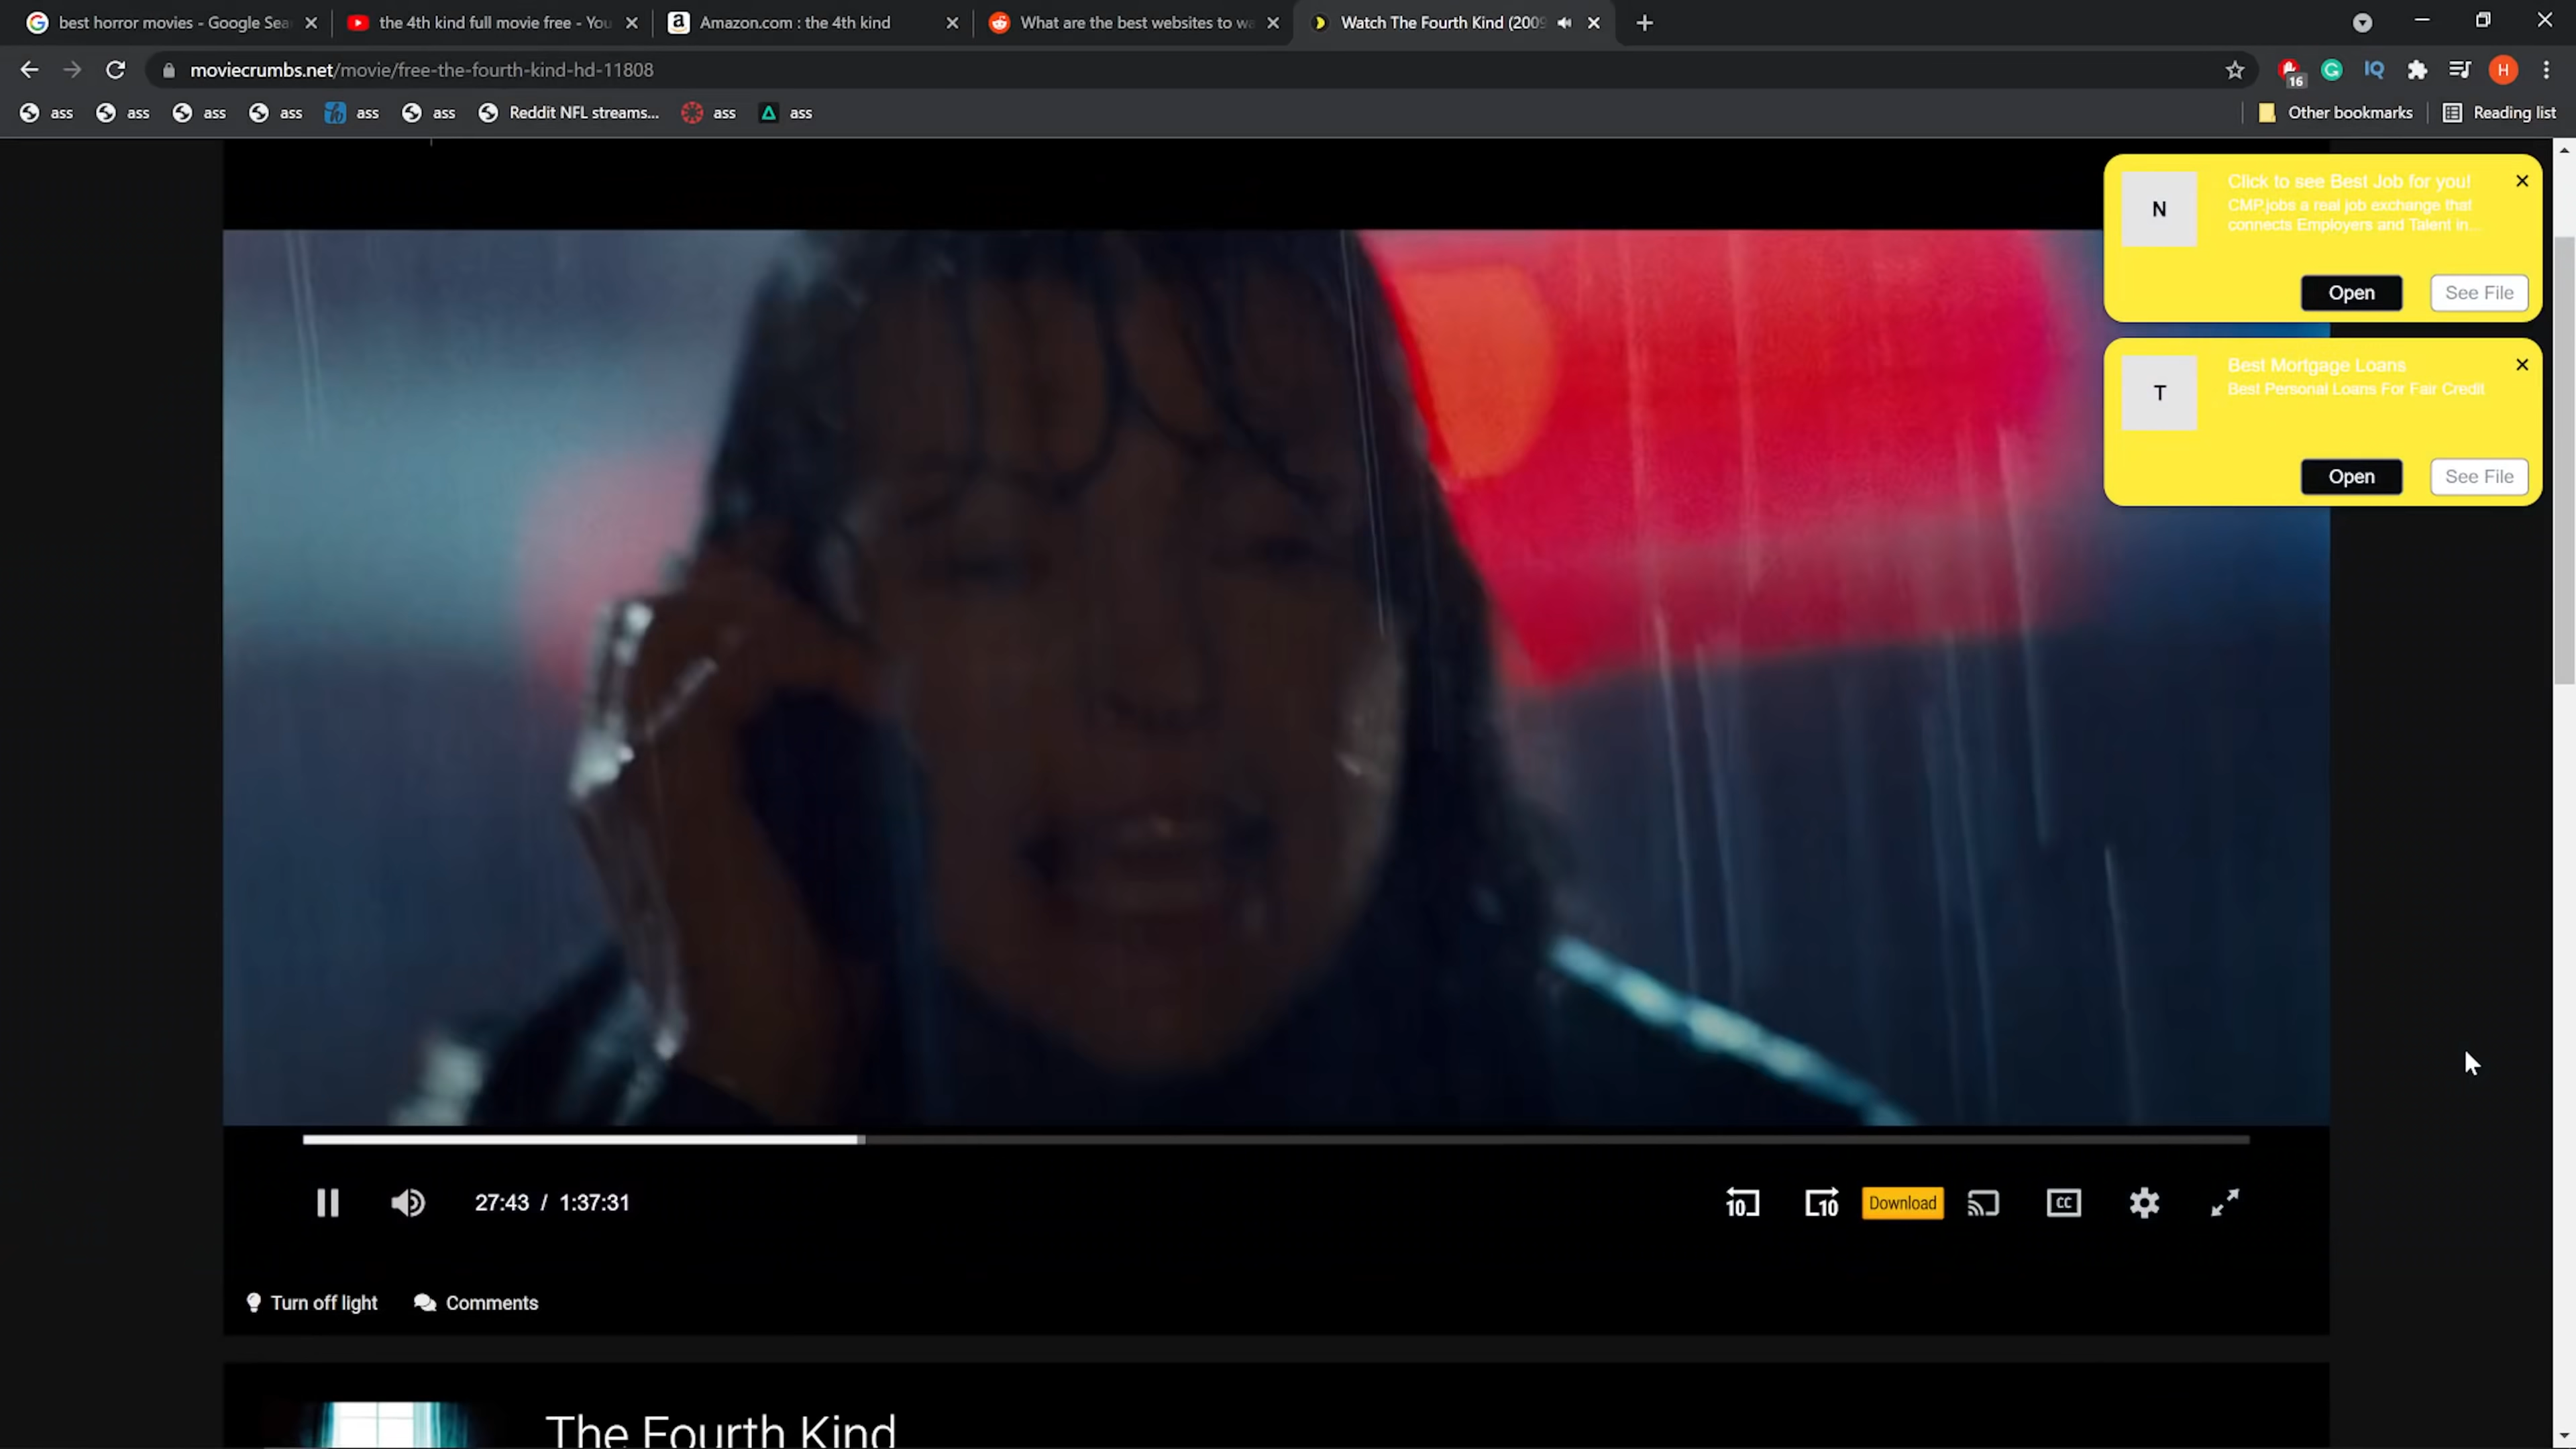 best horror movies - Google Sea
the 4th kind full movie free - You
Amazon.com : the 4th kind
What are the best websites to wa
Watch The Fourth Kind (2009
moviecrumbs.net/movie/free-the-fourth-kind-hd-11808
16
IQ
H
ass
ass
ass
ass
ass
ass
Reddit NFL streams...
ass
ass
Other bookmarks
Reading list
N
Click to see Best Job for you!
CMP.jobs a real job exchange that
connects Employers and Talent in...
Open
See File
T
Best Mortgage Loans
Best Personal Loans For Fair Credit
Open
See File
27:43 / 1:37:31
10
10
Download
CC
Turn off light
Comments
The Fourth Kind